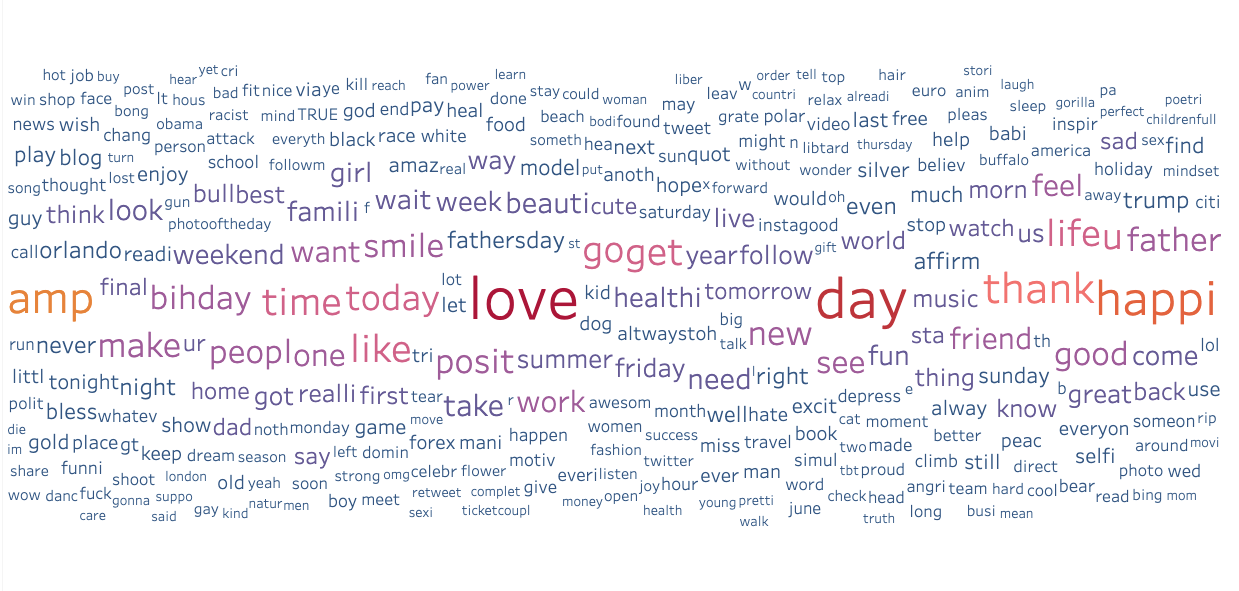 hot job buy hear yet cri fan power learn liber w order tell top hair stori laugh
win shop face post lt hous bad fit nice viaye kill reach done stay could woman may leav countri relax alreadi euro anim sleep gorilla pa poetri
news wish bong obama racist mind TRUE god end pay heal food beach bodi found tweet grate polar video last free pleas inspir perfect childrenfull
chang person attack everyth black race white someth hea next sun quot might n libtard thursday help babi america sad sex find
play blog turn school followm girl amaz real way model put anoth without wonder silver believ buffalo holiday mindset
song thought lost enjoy gun bull best famili f wait week beauti cute saturday hope x forward would oh even much morn feel away trump citi
guy think look photooftheday live instagood stop watch us life u father
call orlando readi weekend want smile fathersday st go get year follow gift world affirm
amp final bihday time today lot let love kid healthi tomorrow day music thank happi
run never make ur peopl one like tri posit summer dog altwaystoh big talk new see fun sta friend th good come lol
littl tonight night home got realli first tear take r work friday need l right depress e thing sunday b great back use
polit bless whatev show dad noth monday game move awesom month well hate excit cat moment alway know everyon someon rip
die im gold place gt keep dream season say left domin forex mani happen women success miss travel book two made better peac around movi
share funni shoot london old yeah soon strong omg celebr flower motiv fashion twitter everi listen joy hour ever man simul tbt proud climb still direct selfi photo wed
wow danc fuck gonna suppo natur men boy meet retweet complet give money open young pretti word check head angri team hard cool bear read bing mom
care said gay kind sexi ticket coupl health walk june truth long busi mean